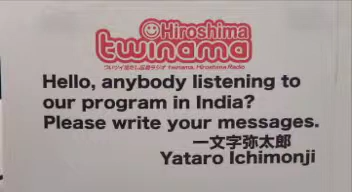 Hiroshima
twinama
Hello, anybody listening to
our program in India?
Please write your messages.
一文字弥太郎
Yataro Ichimonji